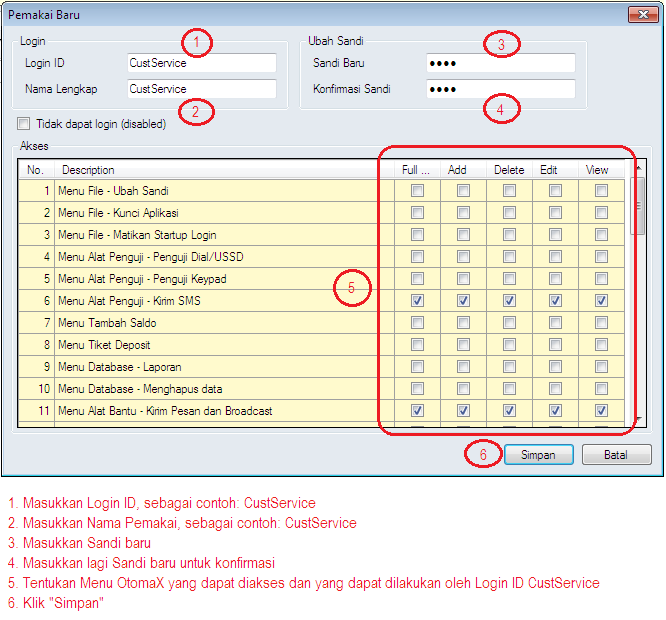 Pemakai Baru
Login
1
Login ID
CustService
Nama Lengkap
CustService
2
Ubah Sandi
3
Sandi Baru
••••
Konfirmasi Sandi
••••
4
Tidak dapat login (disabled)
Akses
No. Description Full ... Add Delete Edit View
1 Menu File - Ubah Sandi
2 Menu File - Kunci Aplikasi
3 Menu File - Matikan Startup Login
4 Menu Alat Penguji - Penguji Dial/USSD
5 Menu Alat Penguji - Penguji Keypad
5
6 Menu Alat Penguji - Kirim SMS
7 Menu Tambah Saldo
8 Menu Tiket Deposit
9 Menu Database - Laporan
10 Menu Database - Menghapus data
11 Menu Alat Bantu - Kirim Pesan dan Broadcast
6
Simpan
Batal
1. Masukkan Login ID, sebagai contoh: CustService
2. Masukkan Nama Pemakai, sebagai contoh: CustService
3. Masukkan Sandi baru
4. Masukkan lagi Sandi baru untuk konfirmasi
5. Tentukan Menu OtomaX yang dapat diakses dan yang dapat dilakukan oleh Login ID CustService
6. Klik "Simpan"